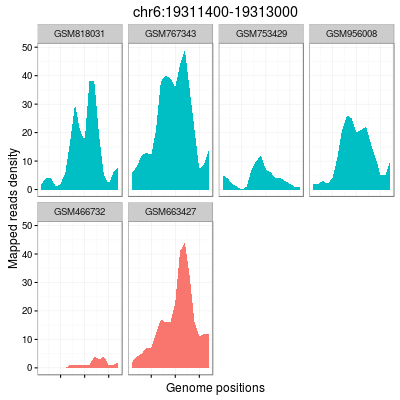 chr6:19311400-19313000
GSM818031 GSM767343 GSM753429 GSM956008
50
40
30
20
10
0
Mapped reads density
GSM466732 GSM663427
50
40
30
20
10
0
Genome positions